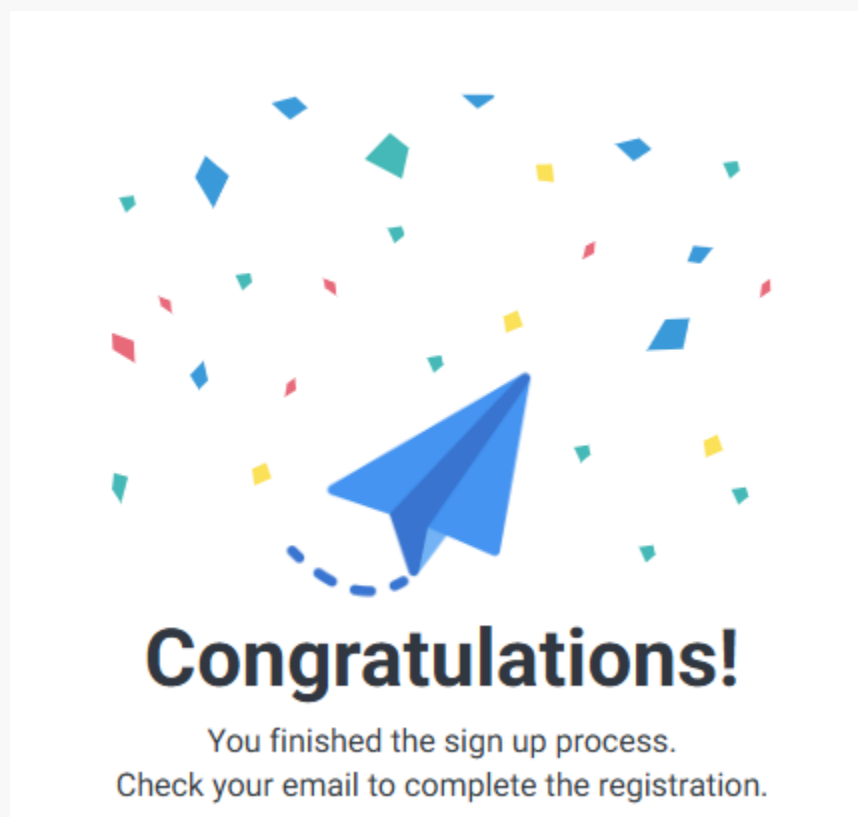 Congratulations!
You finished the sign up process.
Check your email to complete the registration.